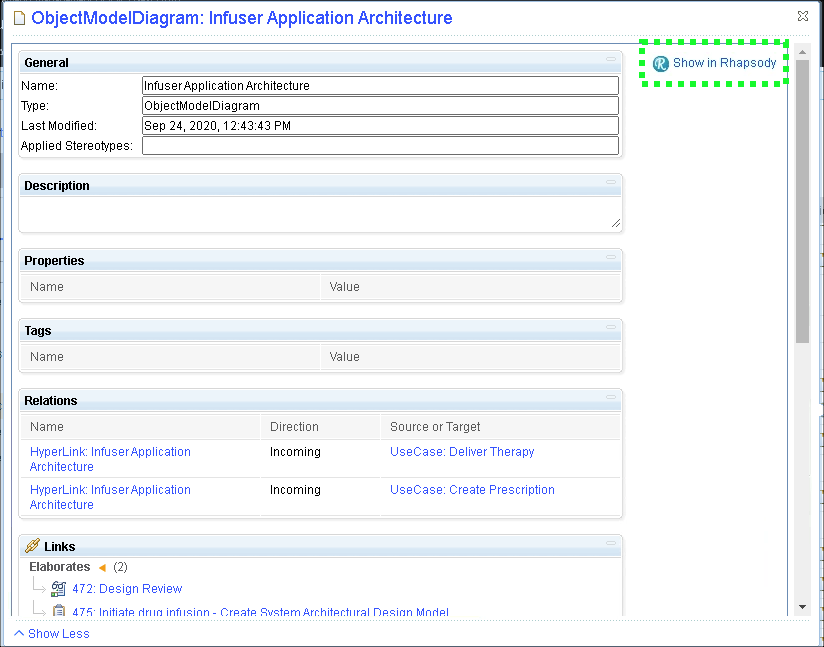 ObjectModelDiagram: Infuser Application Architecture
General
Show in Rhapsody
Name: Infuser Application Architecture
Type: ObjectModelDiagram
Last Modified: Sep 24, 2020, 12:43:43 PM
Applied Stereotypes:
Description
Properties
Name Value
Tags
Name Value
Relations
Name Direction Source or Target
HyperLink: Infuser Application Incoming UseCase: Deliver Therapy
Architecture
HyperLink: Infuser Application Incoming UseCase: Create Prescription
Architecture
Links
Elaborates (2)
472: Design Review
475: Initiate drug infusion - Create System Architectural Design Model
Show Less